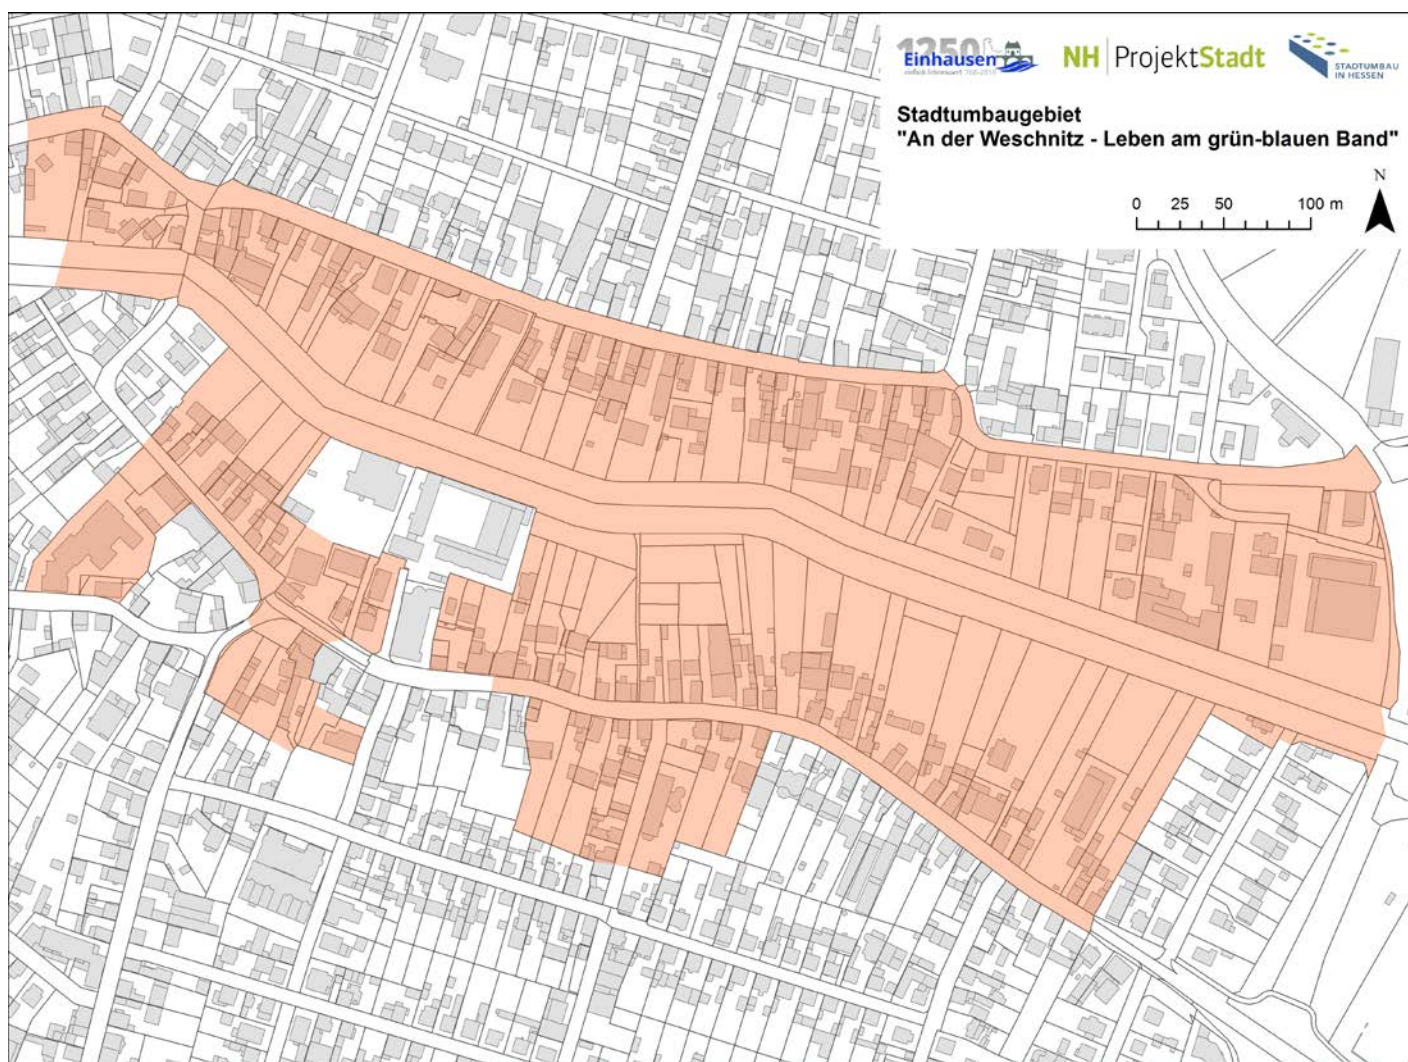 1250
Einhausen
NH ProjektStadt
STADTUMBAU
IN HESSEN
Stadtumbaugebiet
"An der Weschnitz - Leben am grün-blauen Band"
N
0 25 50 100 m